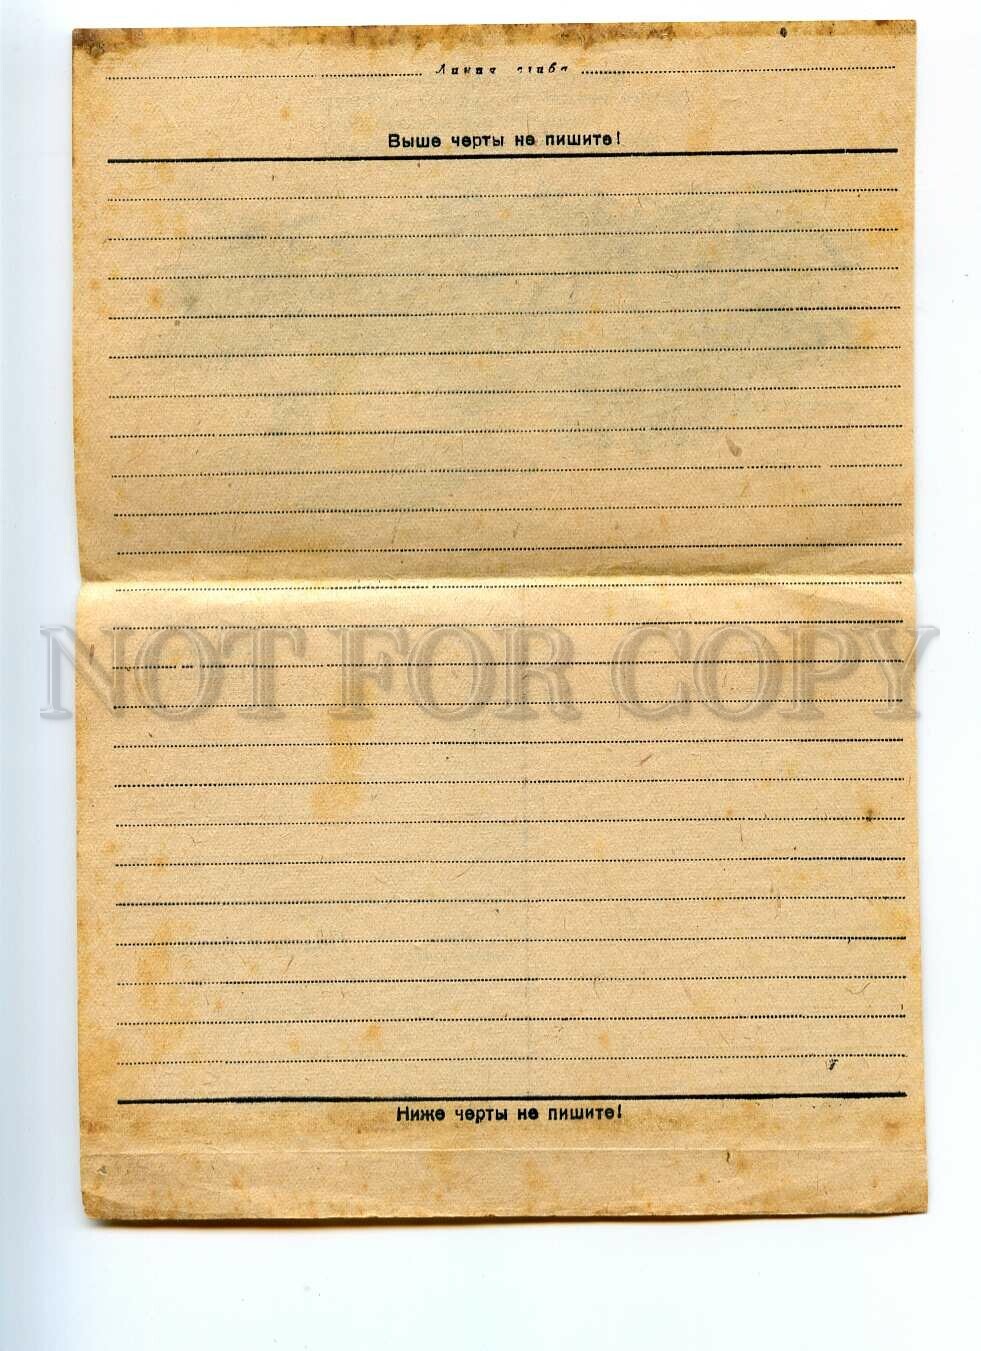 Линия сгиба
Выше черты не пишите!
NOT FOR COPY
Ниже черты не пишите!